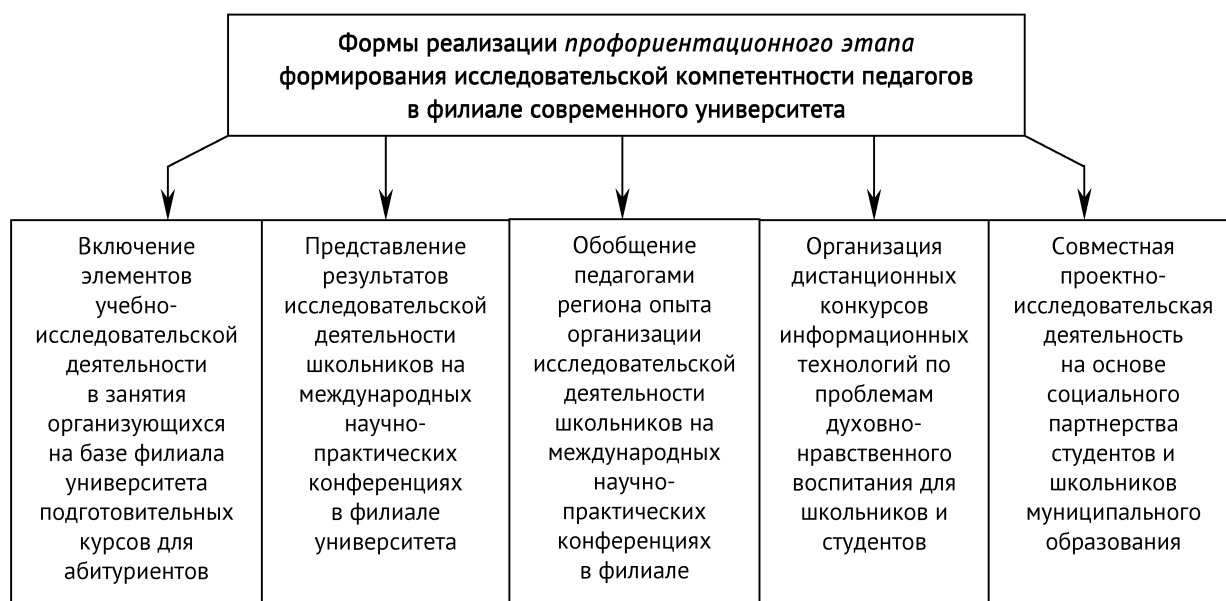 Формы реализации профориентационного этапа
формирования исследовательской компетентности педагогов
в филиале современного университета
Включение
элементов
учебно-
исследовательской
деятельности
в занятия
организующихся
на базе филиала
университета
подготовительных
курсов для
абитуриентов
Представление
результатов
исследовательской
деятельности
школьников на
международных
научно-
практических
конференциях
в филиале
университета
Обобщение
педагогами
региона опыта
организации
исследовательской
деятельности
школьников на
международных
научно-
практических
конференциях
в филиале
Организация
дистанционных
конкурсов
информационных
технологий по
проблемам
духовно-
нравственного
воспитания для
школьников и
студентов
Совместная
проектно-
исследовательская
деятельность
на основе
социального
партнерства
студентов и
школьников
муниципального
образования